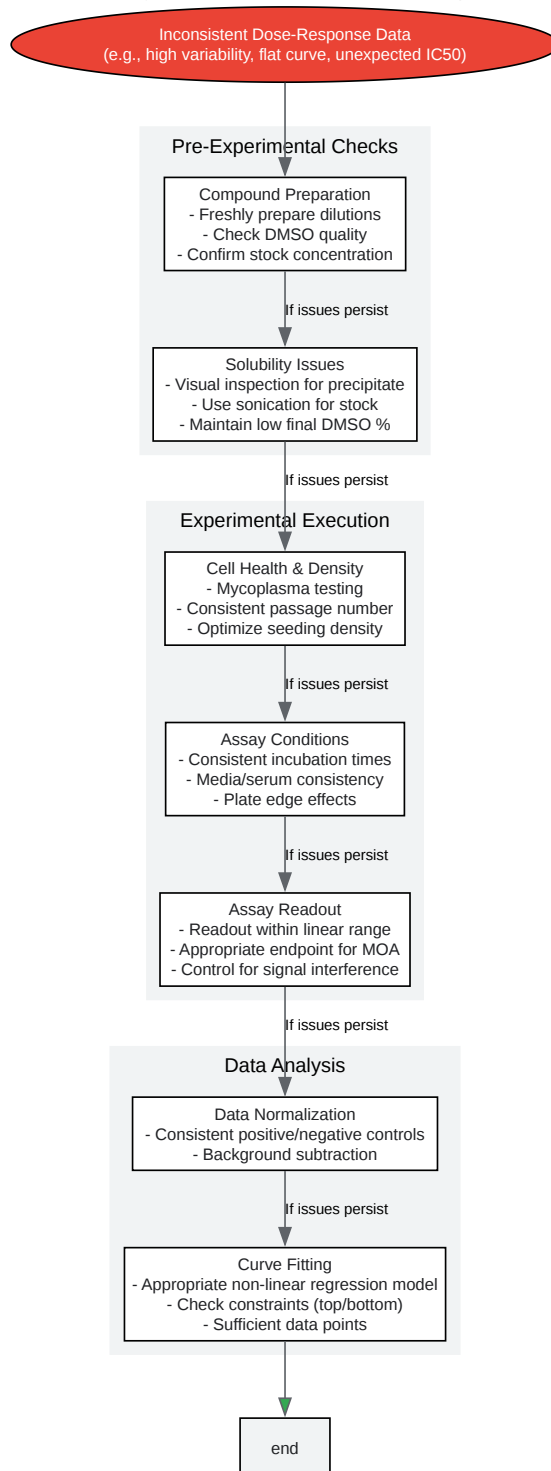 Inconsistent Dose-Response Data
(e.g., high variability, flat curve, unexpected IC50)
Pre-Experimental Checks
Compound Preparation
- Freshly prepare dilutions
- Check DMSO quality
- Confirm stock concentration
If issues persist
Solubility Issues
- Visual inspection for precipitate
- Use sonication for stock
- Maintain low final DMSO %
If issues persist
Experimental Execution
Cell Health & Density
- Mycoplasma testing
- Consistent passage number
- Optimize seeding density
If issues persist
Assay Conditions
- Consistent incubation times
- Media/serum consistency
- Plate edge effects
If issues persist
Assay Readout
- Readout within linear range
- Appropriate endpoint for MOA
- Control for signal interference
If issues persist
Data Analysis
Data Normalization
- Consistent positive/negative controls
- Background subtraction
If issues persist
Curve Fitting
- Appropriate non-linear regression model
- Check constraints (top/bottom)
- Sufficient data points
end